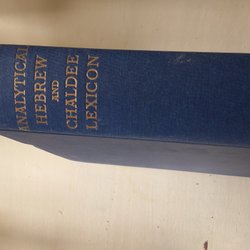 ANALYTICAL
HEBREW
AND
CHALDEE
LEXICON